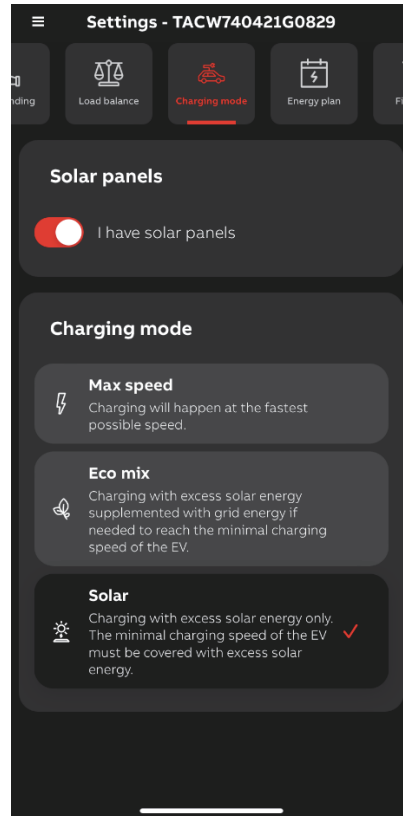 Settings - TACW740421G0829
Load balance
Charging mode
Energy plan
Solar panels
I have solar panels
Charging mode
Max speed
Charging will happen at the fastest
possible speed.
Eco mix
Charging with excess solar energy
supplemented with grid energy if
needed to reach the minimal charging
speed of the EV.
Solar
Charging with excess solar energy only.
The minimal charging speed of the EV
must be covered with excess solar
energy.